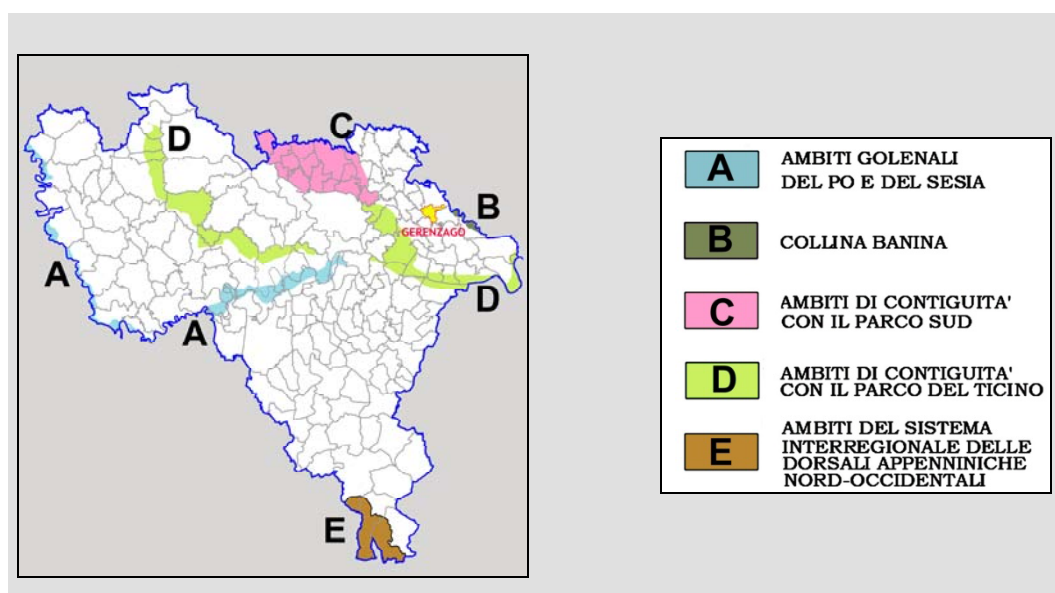 D
C
B
GERENZAGO
A
D
A
E
A
AMBITI GOLENALI
DEL PO E DEL SESIA
B
COLLINA BANINA
C
AMBITI DI CONTIGUITA'
CON IL PARCO SUD
D
AMBITI DI CONTIGUITA'
CON IL PARCO DEL TICINO
E
AMBITI DEL SISTEMA
INTERREGIONALE DELLE
DORSALI APPENNINICHE
NORD-OCCIDENTALI